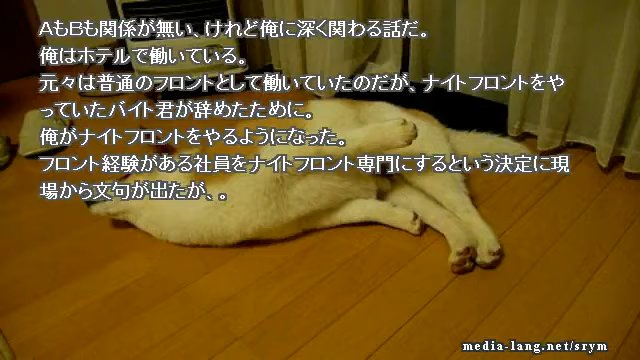 AもBも関係が無い、けれど俺に深く関わる話だ。
俺はホテルで働いている。
元々は普通のフロントとして働いていたのだが、ナイトフロントをや
っていたバイト君が辞めたために。
俺がナイトフロントをやるようになった。
フロント経験がある社員をナイトフロント専門にするという決定に現
場から文句が出たが、。
media-lang.net/srym